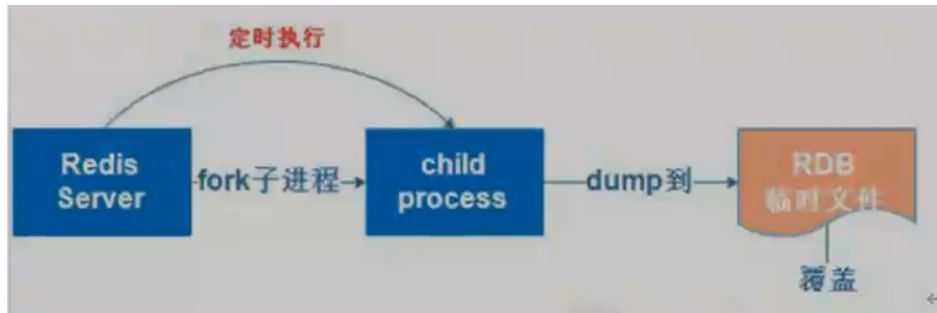 定时执行
Redis
Server
fork子进程
child
process
dump到
RDB
临时文件
覆盖